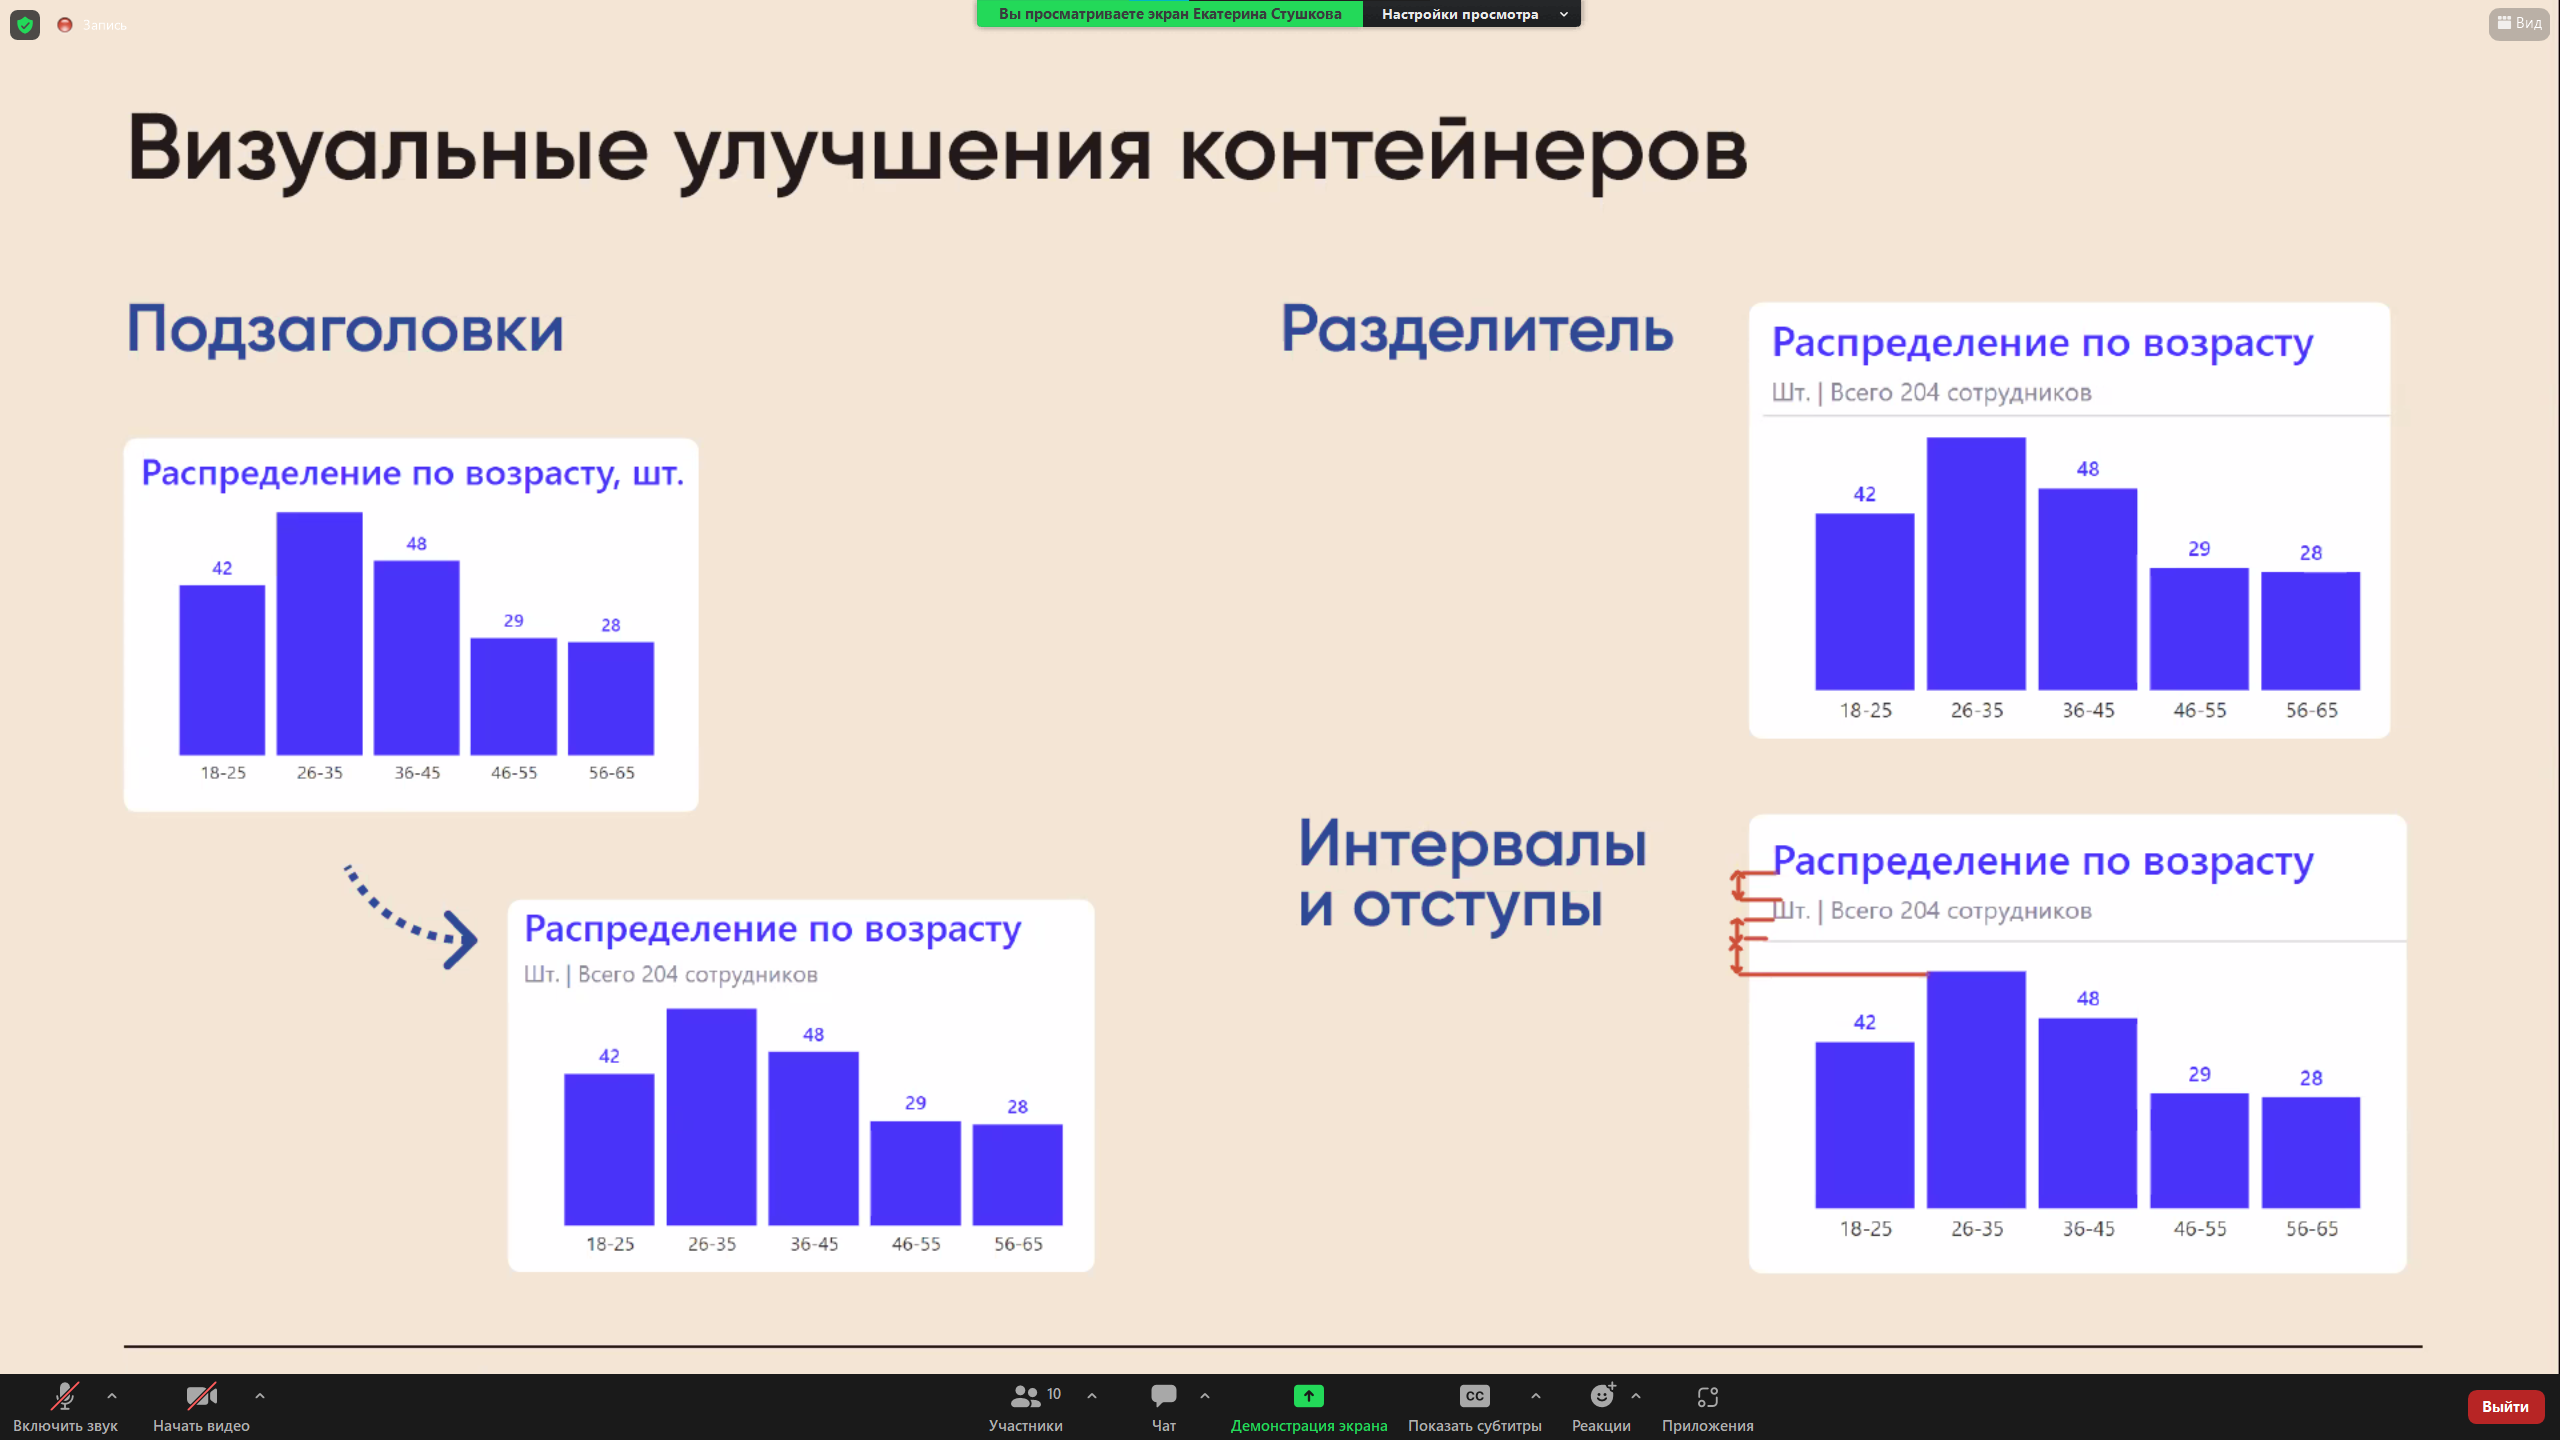 Запись
Вы просматриваете экран Екатерина Стушкова
Настройки просмотра
Вид
Визуальные улучшения контейнеров
Подзаголовки
Распределение по возрасту, шт.
42
48
29
28
18-25 26-35 36-45 46-55 56-65
Распределение по возрасту
Шт. | Всего 204 сотрудников
42
48
29
28
18-25 26-35 36-45 46-55 56-65
Разделитель
Распределение по возрасту
Шт. | Всего 204 сотрудников
42
48
29
28
18-25 26-35 36-45 46-55 56-65
Интервалы
и отступы
Распределение по возрасту
Шт. | Всего 204 сотрудников
42
48
29
28
18-25 26-35 36-45 46-55 56-65
Включить звук
Начать видео
10
Участники
Чат
Демонстрация экрана
CC
Показать субтитры
Реакции
Приложения
Выйти